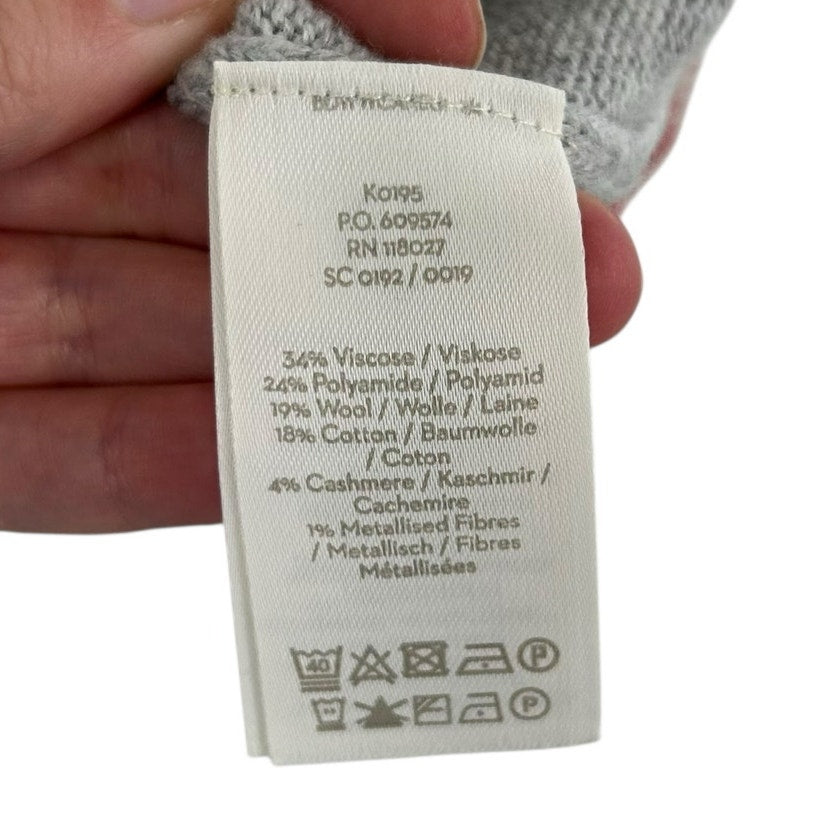 K0195
P.O. 609574
RN 118027
SC 0192 / 0019
34% Viscose / Viskose
24% Polyamide / Polyamid
19% Wool / Wolle / Laine
18% Cotton / Baumwolle
/ Coton
4% Cashmere / Kaschmir /
Cachemire
1% Metallised Fibres
/ Metallisch / Fibres
Métallisées
40 P
P